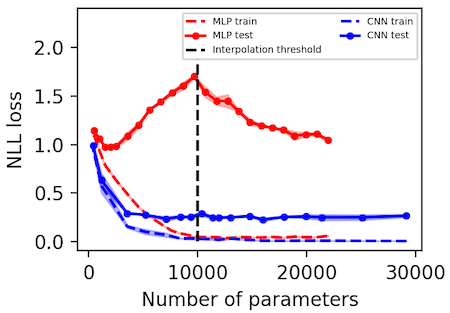 MLP train
MLP test
Interpolation threshold
CNN train
CNN test
NLL loss
2.0
1.5
1.0
0.5
0.0
0
10000
20000
30000
Number of parameters